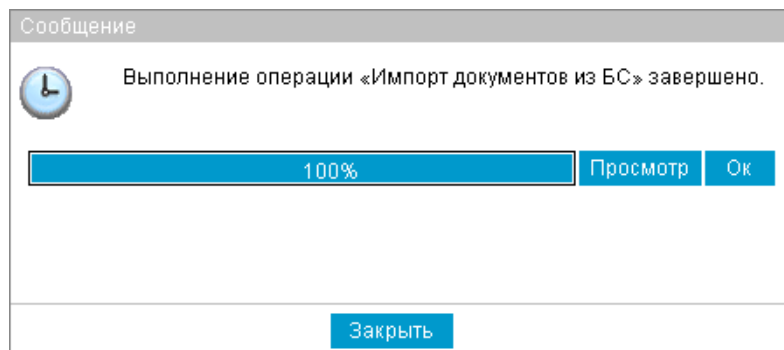 Сообщение
Выполнение операции «Импорт документов из БС» завершено.
100% Просмотр Ок
Закрыть